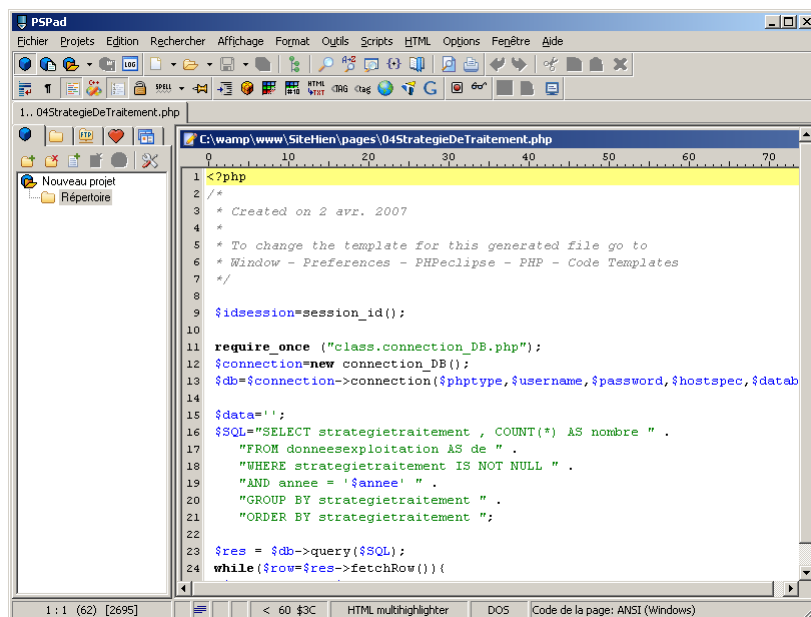 PSPad
Fichier Projets Edition Rechercher Affichage Format Outils Scripts HTML Options Fenêtre Aide
LOG
SPELL HTML TXT TAG tag G
1.. 04StrategieDeTraitement.php
FTP
C:\wamp\www\SiteHien\pages\04StrategieDeTraitement.php
0 10 20 30 40 50 60 70
Nouveau projet
Répertoire
1 <?php
2 /*
3  * Created on 2 avr. 2007
4  *
5  * To change the template for this generated file go to
6  * Window - Preferences - PHPeclipse - PHP - Code Templates
7  */
8
9  $idsession=session_id();
10
11  require_once ("class.connection_DB.php");
12  $connection=new connection_DB();
13  $db=$connection->connection($phptype,$username,$password,$hostspec,$datab
14
15  $data='';
16  $SQL="SELECT strategietraitement , COUNT(*) AS nombre " .
17     "FROM donneesexploitation AS de " .
18     "WHERE strategietraitement IS NOT NULL " .
19     "AND annee = '$annee' " .
20     "GROUP BY strategietraitement " .
21     "ORDER BY strategietraitement ";
22
23  $res = $db->query($SQL);
24  while($row=$res->fetchRow()){
1 : 1 (62) [2695] < 60 $3C HTML multihighlighter DOS Code de la page: ANSI (Windows)